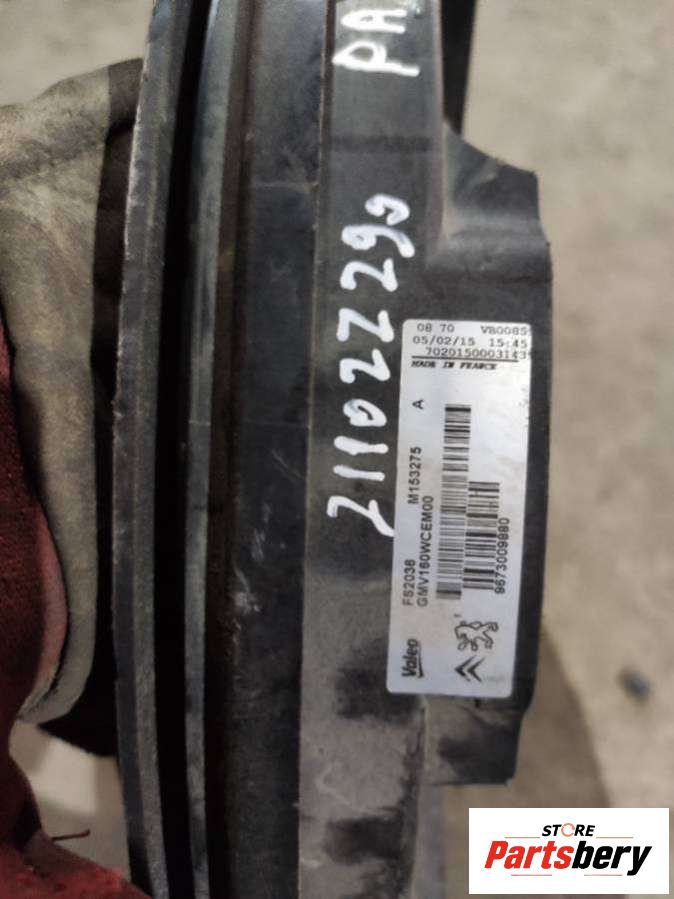 PA
21102229
08 70 VB0085
05/02/15 15:45
7020150003143
MADE IN FRANCE
FS2036 M153275 A
GMV160WCEM00
9673009880
Valeo
STORE
Partsbery